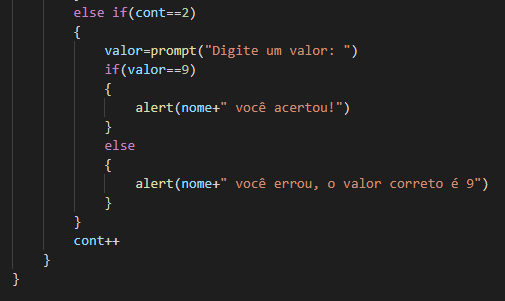 else if(cont==2)
{
valor=prompt("Digite um valor: ")
if(valor==9)
{
alert(nome+" você acertou!")
}
else
{
alert(nome+" você errou, o valor correto é 9")
}
}
cont++
}
}